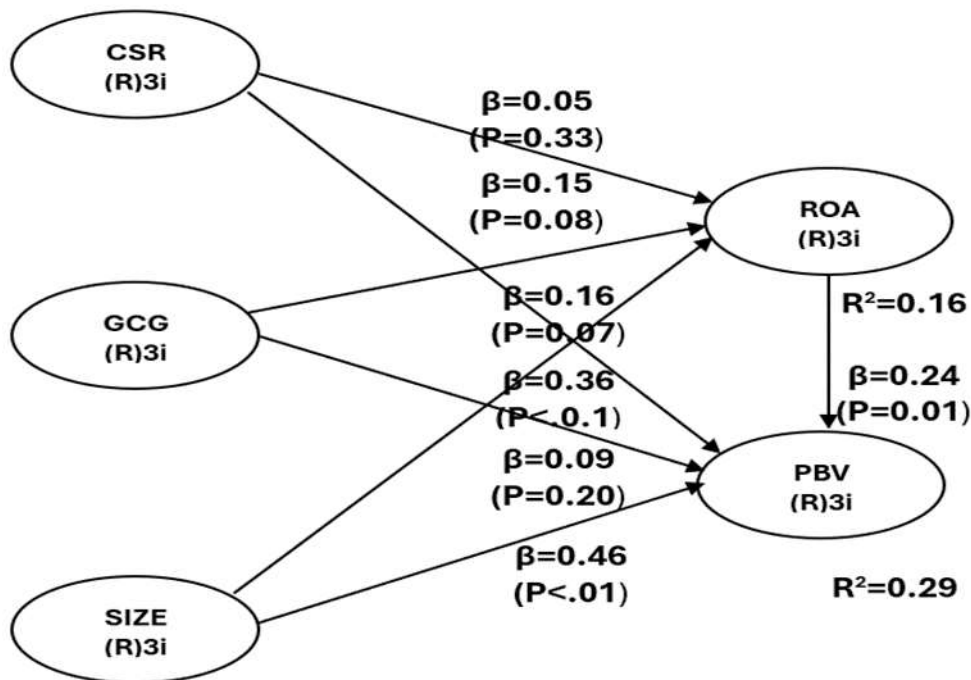 CSR
(R)3i
β=0.05
(P=0.33)
β=0.15
(P=0.08)
ROA
(R)3i
GCG
(R)3i
β=0.16
(P=0.07)
R²=0.16
β=0.36
(P<.0.1)
β=0.24
(P=0.01)
β=0.09
(P=0.20)
PBV
(R)3i
β=0.46
(P<.01)
R²=0.29
SIZE
(R)3i